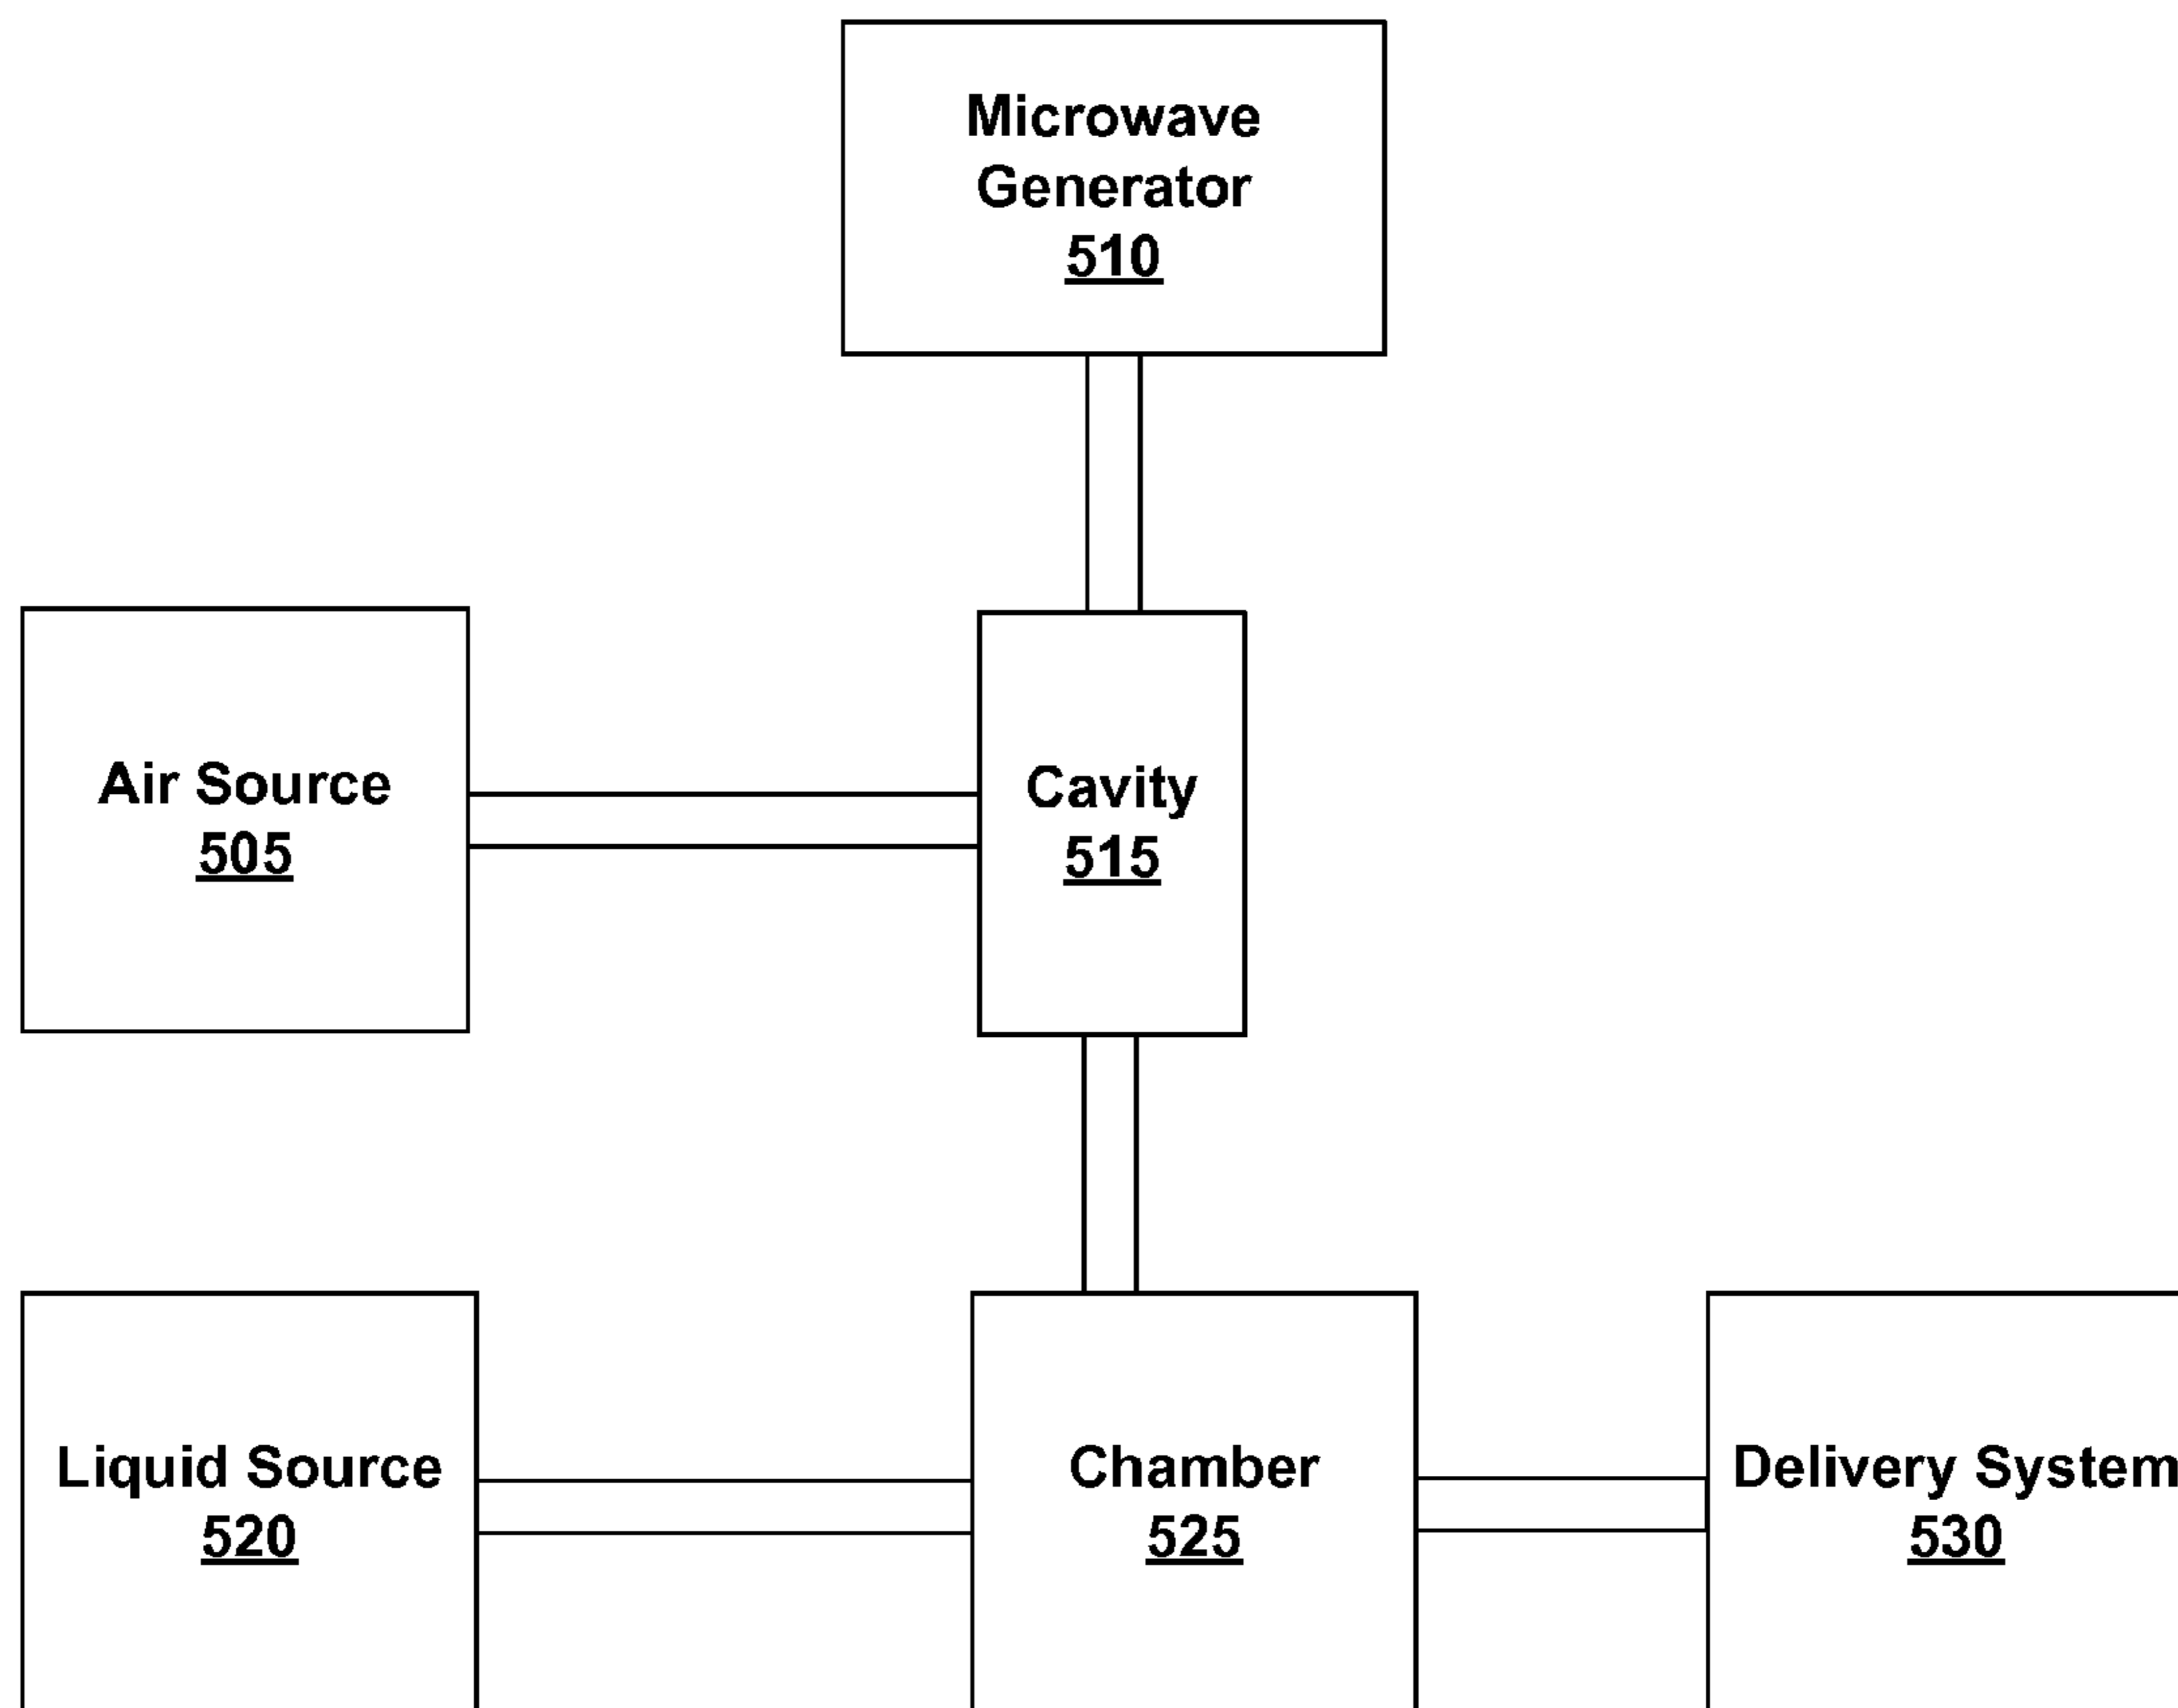 Microwave
Generator
510
Air Source
505
Cavity
515
Liquid Source
520
Chamber
525
Delivery System
530